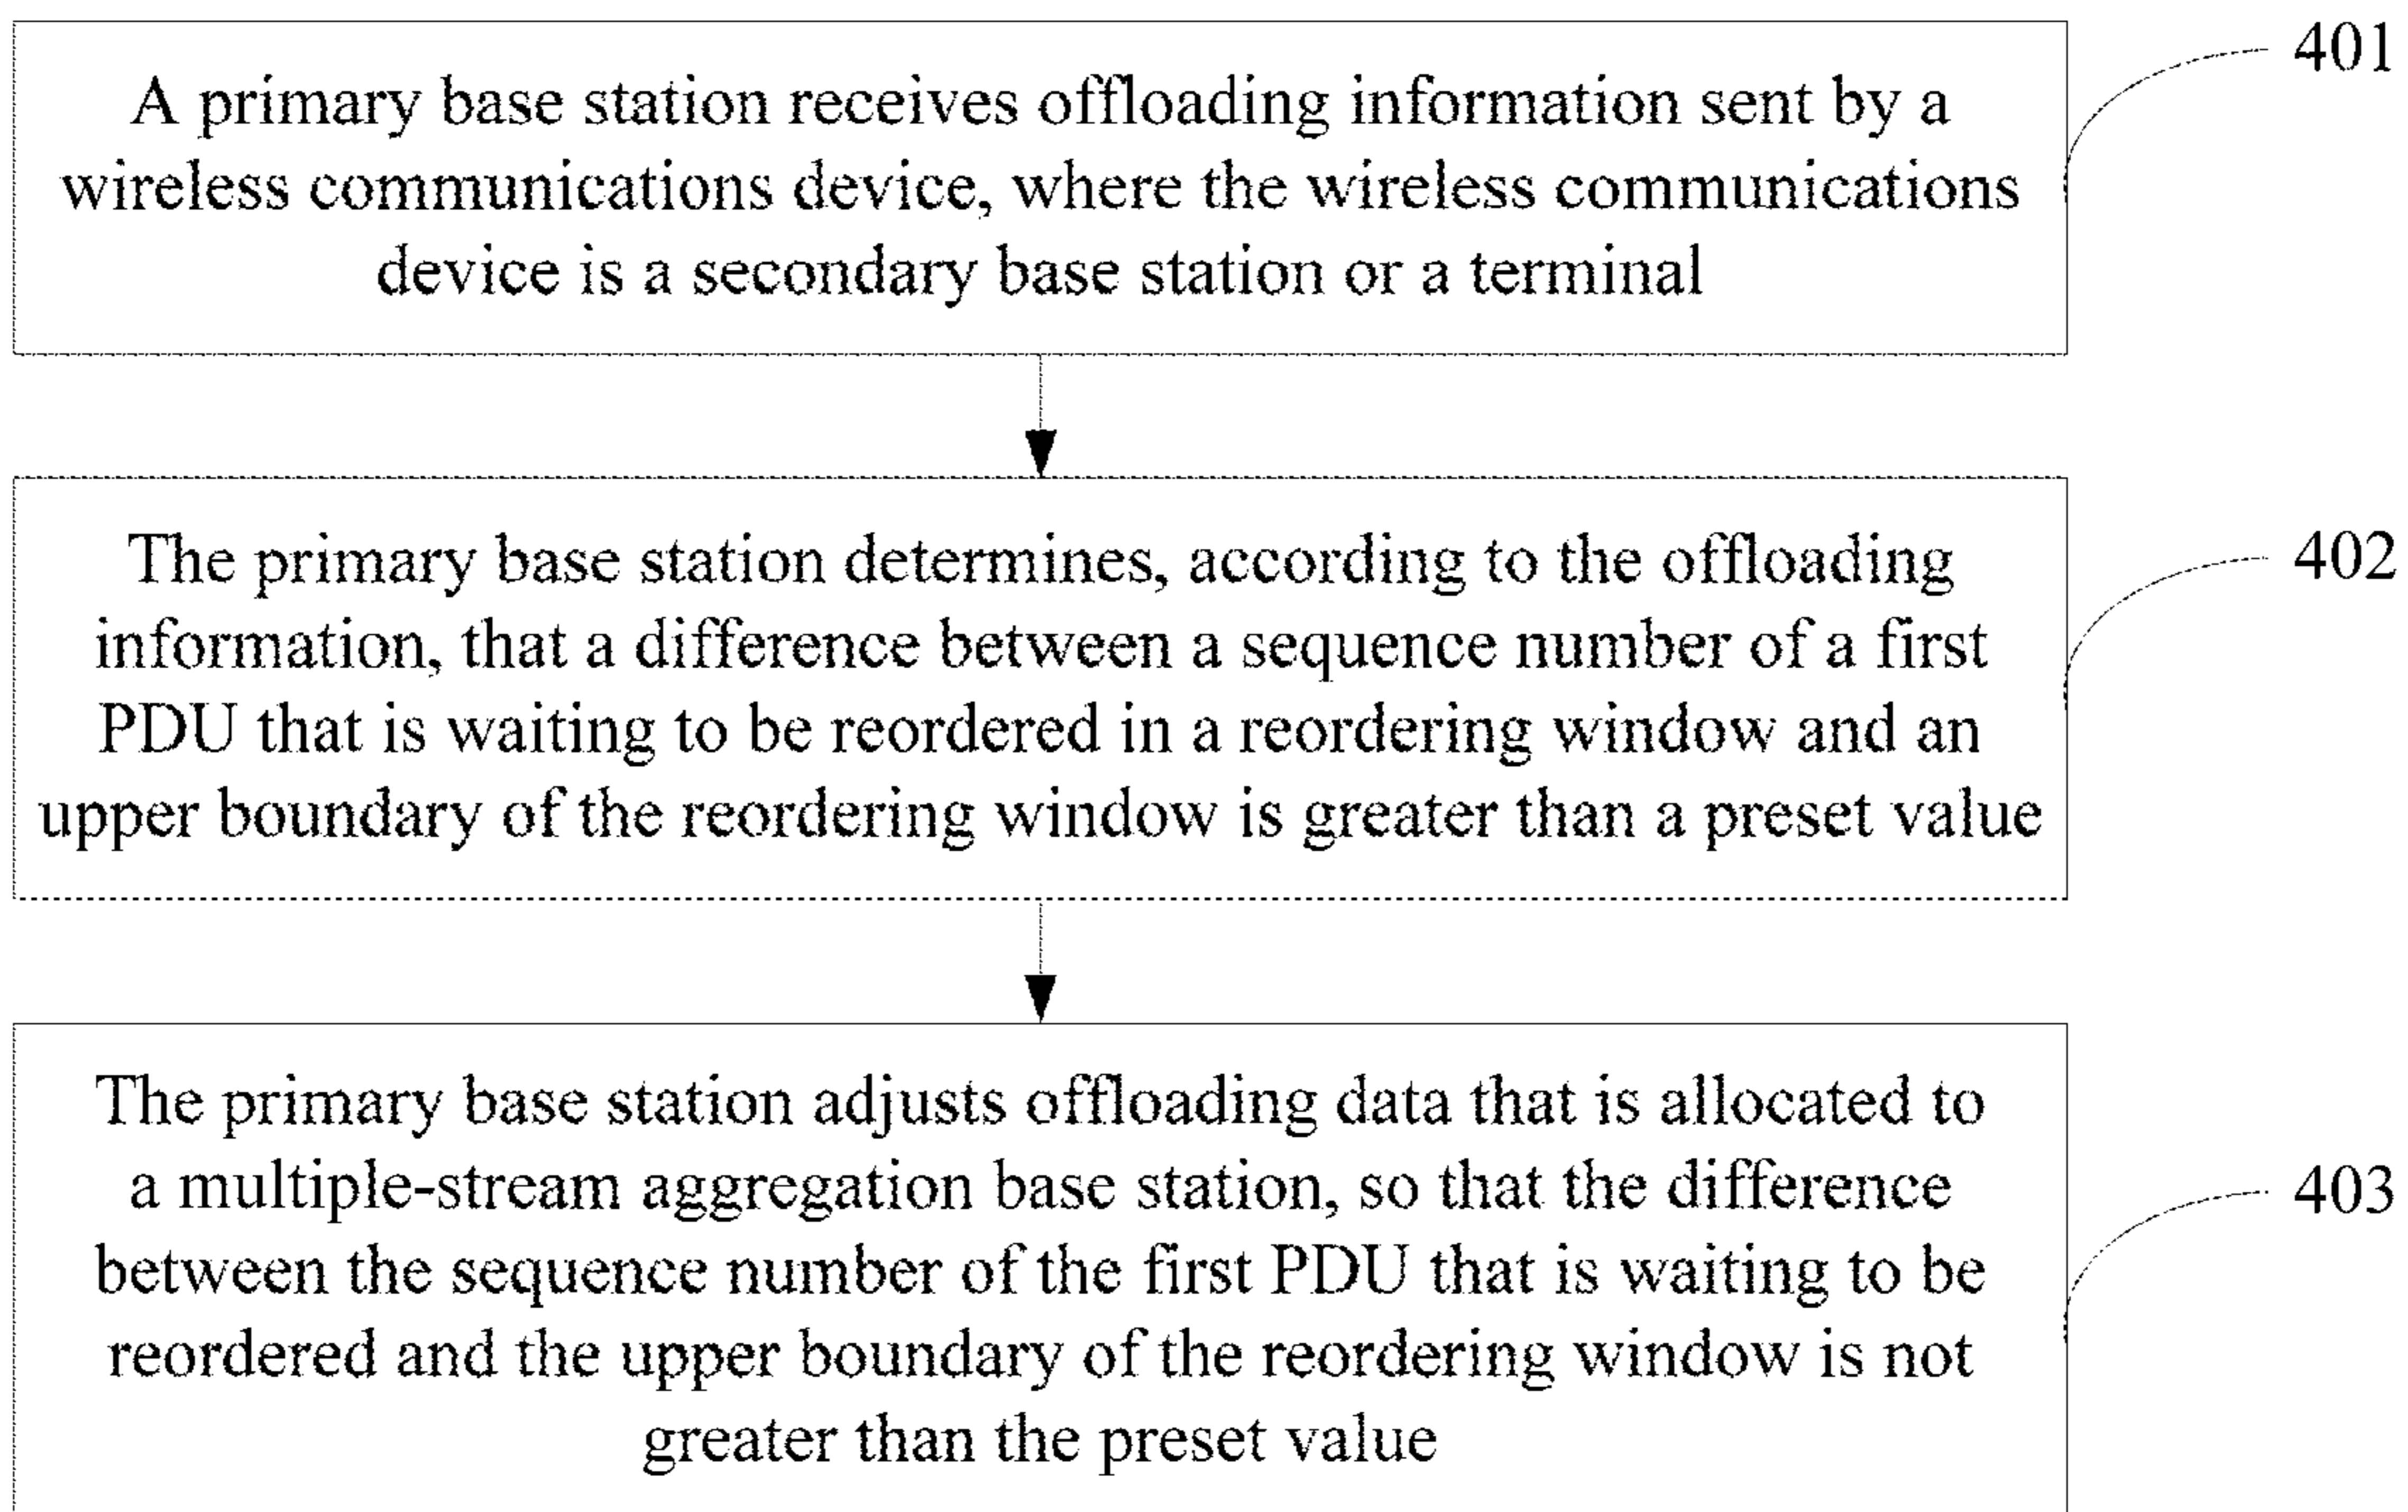 A primary base station receives offloading information sent by a
wireless communications device, where the wireless communications
device is a secondary base station or a terminal
401
The primary base station determines, according to the offloading
information, that a difference between a sequence number of a first
PDU that is waiting to be reordered in a reordering window and an
upper boundary of the reordering window is greater than a preset value
402
The primary base station adjusts offloading data that is allocated to
a multiple-stream aggregation base station, so that the difference
between the sequence number of the first PDU that is waiting to be
reordered and the upper boundary of the reordering window is not
greater than the preset value
403